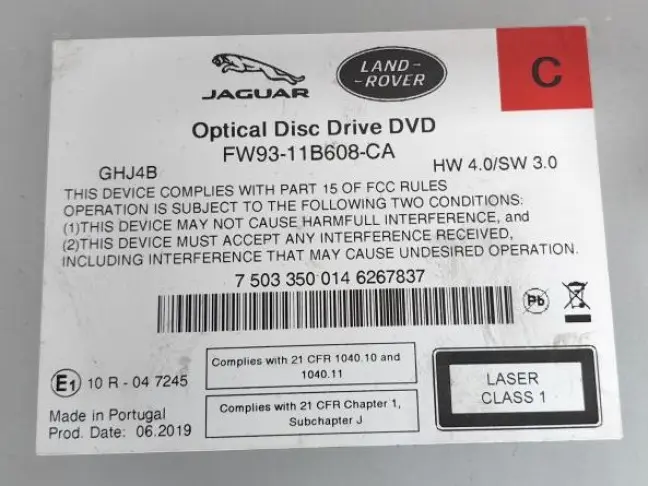 JAGUAR
LAND-
-ROVER
C
Optical Disc Drive DVD
FW93-11B608-CA
GHJ4B
HW 4.0/SW 3.0
THIS DEVICE COMPLIES WITH PART 15 OF FCC RULES
OPERATION IS SUBJECT TO THE FOLLOWING TWO CONDITIONS:
(1)THIS DEVICE MAY NOT CAUSE HARMFULL INTERFERENCE, and
(2)THIS DEVICE MUST ACCEPT ANY INTERFERENCE RECEIVED,
INCLUDING INTERFERENCE THAT MAY CAUSE UNDESIRED OPERATION.
7 503 350 014 6267837
Pb
E1 10 R - 04 7245
Made in Portugal
Prod. Date: 06.2019
Complies with 21 CFR 1040.10 and
1040.11
Complies with 21 CFR Chapter 1,
Subchapter J
LASER
CLASS 1